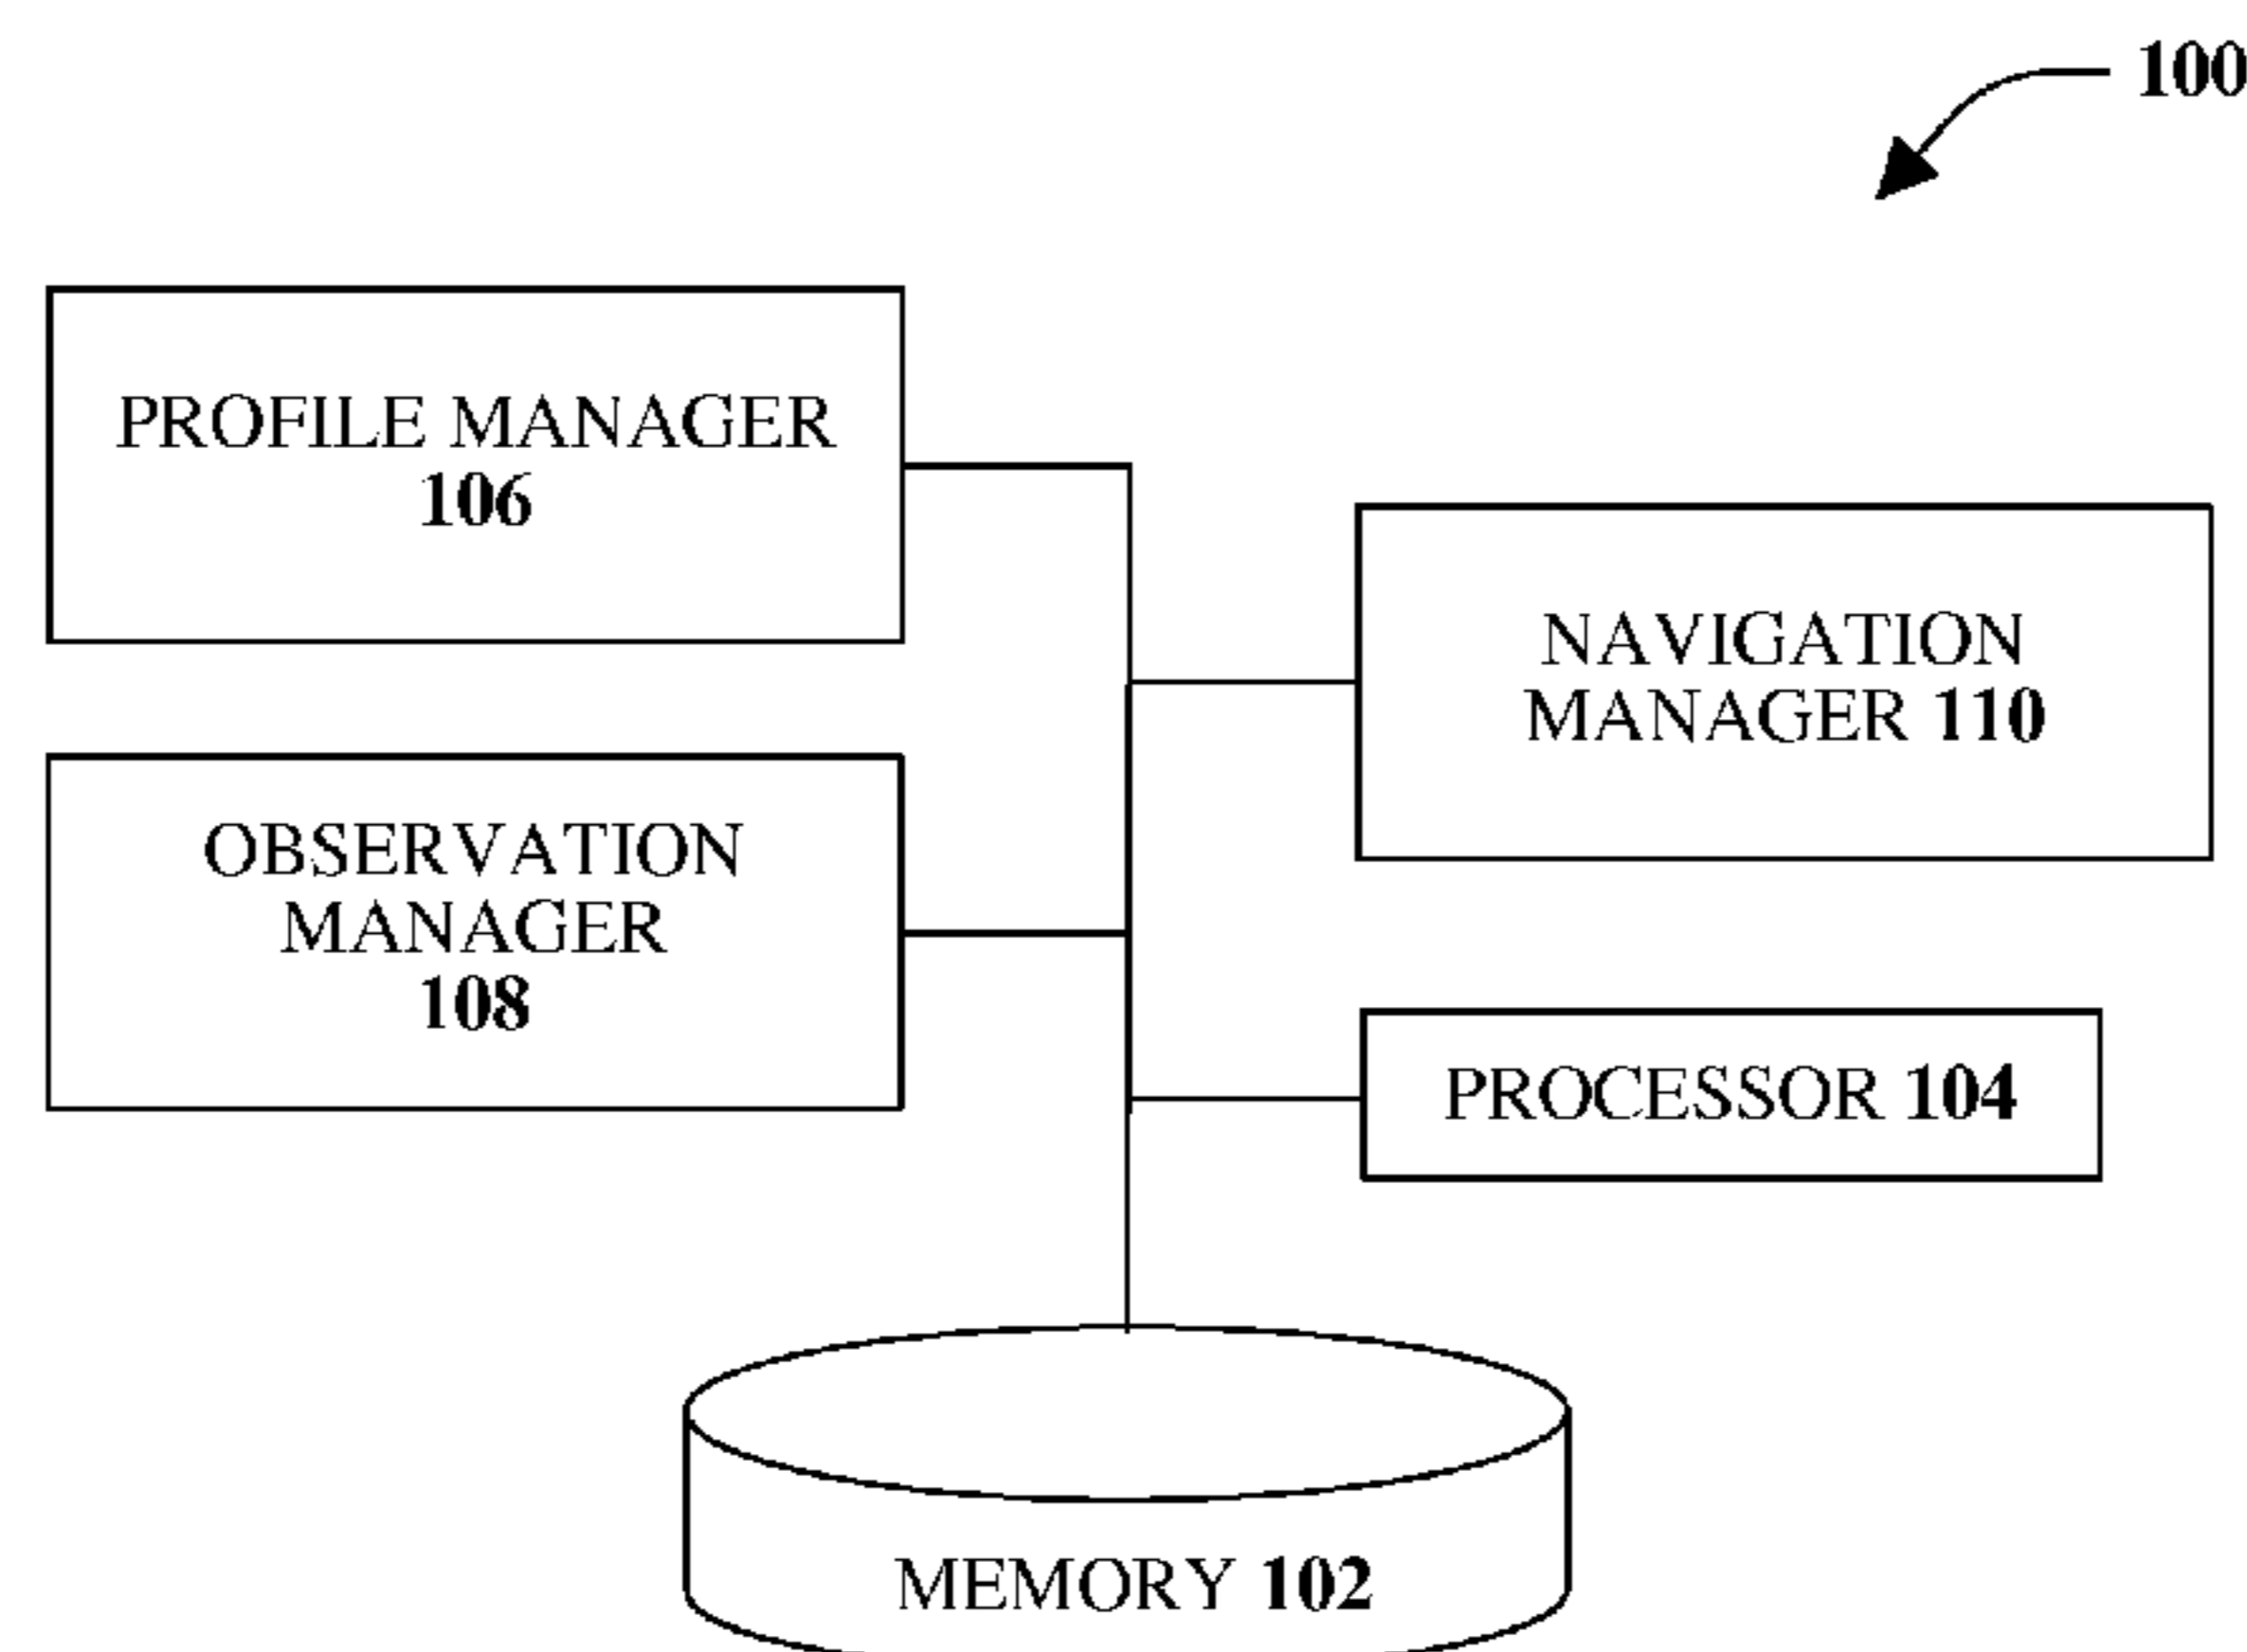 100
PROFILE MANAGER
106
NAVIGATION
MANAGER 110
OBSERVATION
MANAGER
108
PROCESSOR 104
MEMORY 102